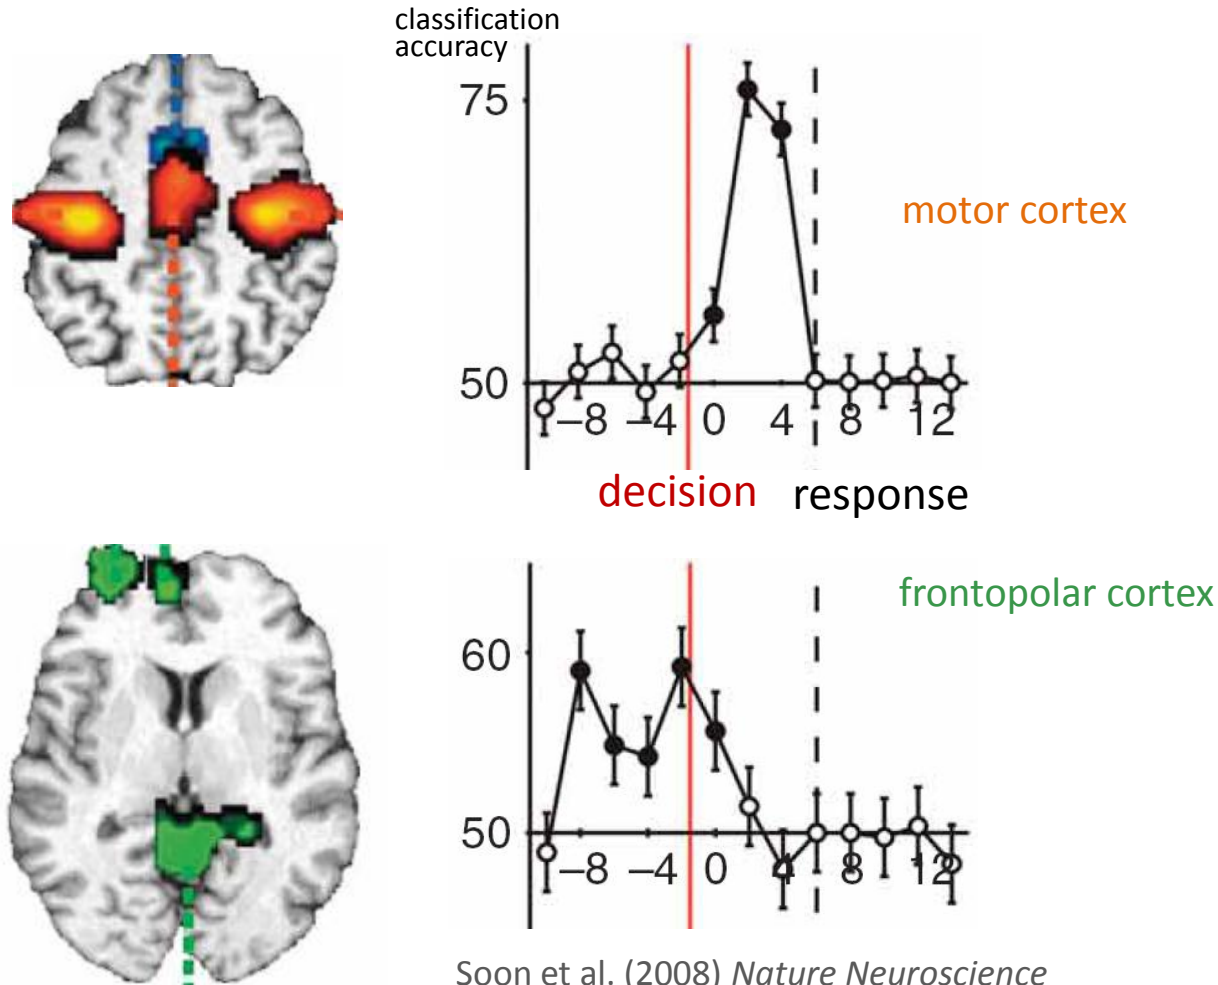 classification
accuracy
75
motor cortex
50
–8 –4 0 4 8 12
decision response
frontopolar cortex
60
50
–8 –4 0 4 8 12
Soon et al. (2008) Nature Neuroscience